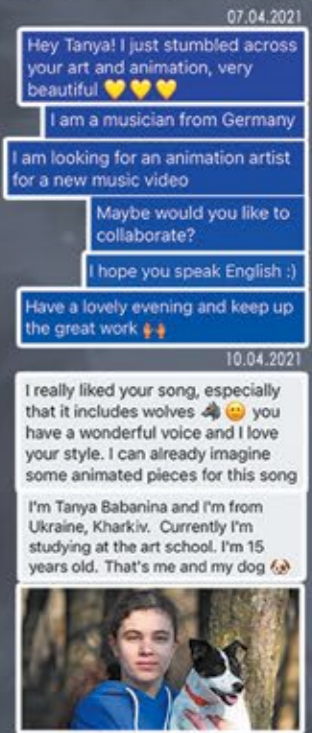 07.04.2021
Hey Tanya! I just stumbled across
your art and animation, very
beautiful 💛💛💛
I am a musician from Germany
I am looking for an animation artist
for a new music video
Maybe would you like to
collaborate?
I hope you speak English :)
Have a lovely evening and keep up
the great work 🙌
10.04.2021
I really liked your song, especially
that it includes wolves 🐺🙂 you
have a wonderful voice and I love
your style. I can already imagine
some animated pieces for this song
I'm Tanya Babanina and I'm from
Ukraine, Kharkiv. Currently I'm
studying at the art school. I'm 15
years old. That's me and my dog 🐶